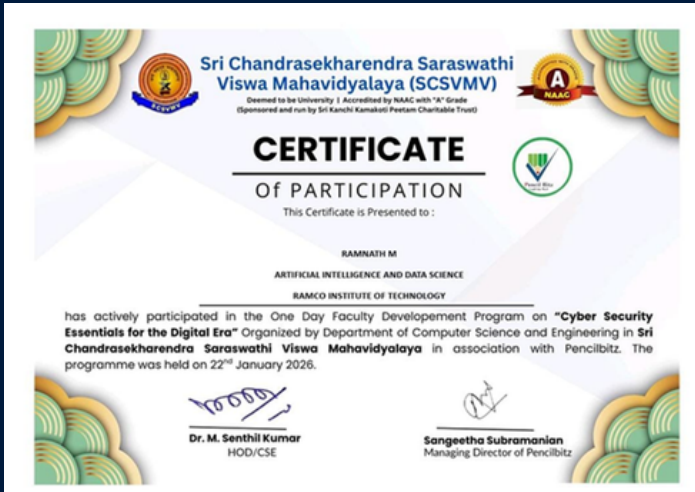 Sri Chandrasekharendra Saraswathi
Viswa Mahavidyalaya (SCSVMV)
Deemed to be University | Accredited by NAAC with "A" Grade
(Sponsored and run by Sri Kanchi Kamakoti Peetam Charitable Trust)
SCSVMV
A
NAAC
CERTIFICATE
Of PARTICIPATION
Pencil Bitz
This Certificate is Presented to :
RAMNATH M
ARTIFICIAL INTELLIGENCE AND DATA SCIENCE
RAMCO INSTITUTE OF TECHNOLOGY
has actively participated in the One Day Faculty Developement Program on "Cyber Security
Essentials for the Digital Era" Organized by Department of Computer Science and Engineering in Sri
Chandrasekharendra Saraswathi Viswa Mahavidyalaya in association with Pencilbitz. The
programme was held on 22nd January 2026.
Dr. M. Senthil Kumar
HOD/CSE
Sangeetha Subramanian
Managing Director of Pencilbitz